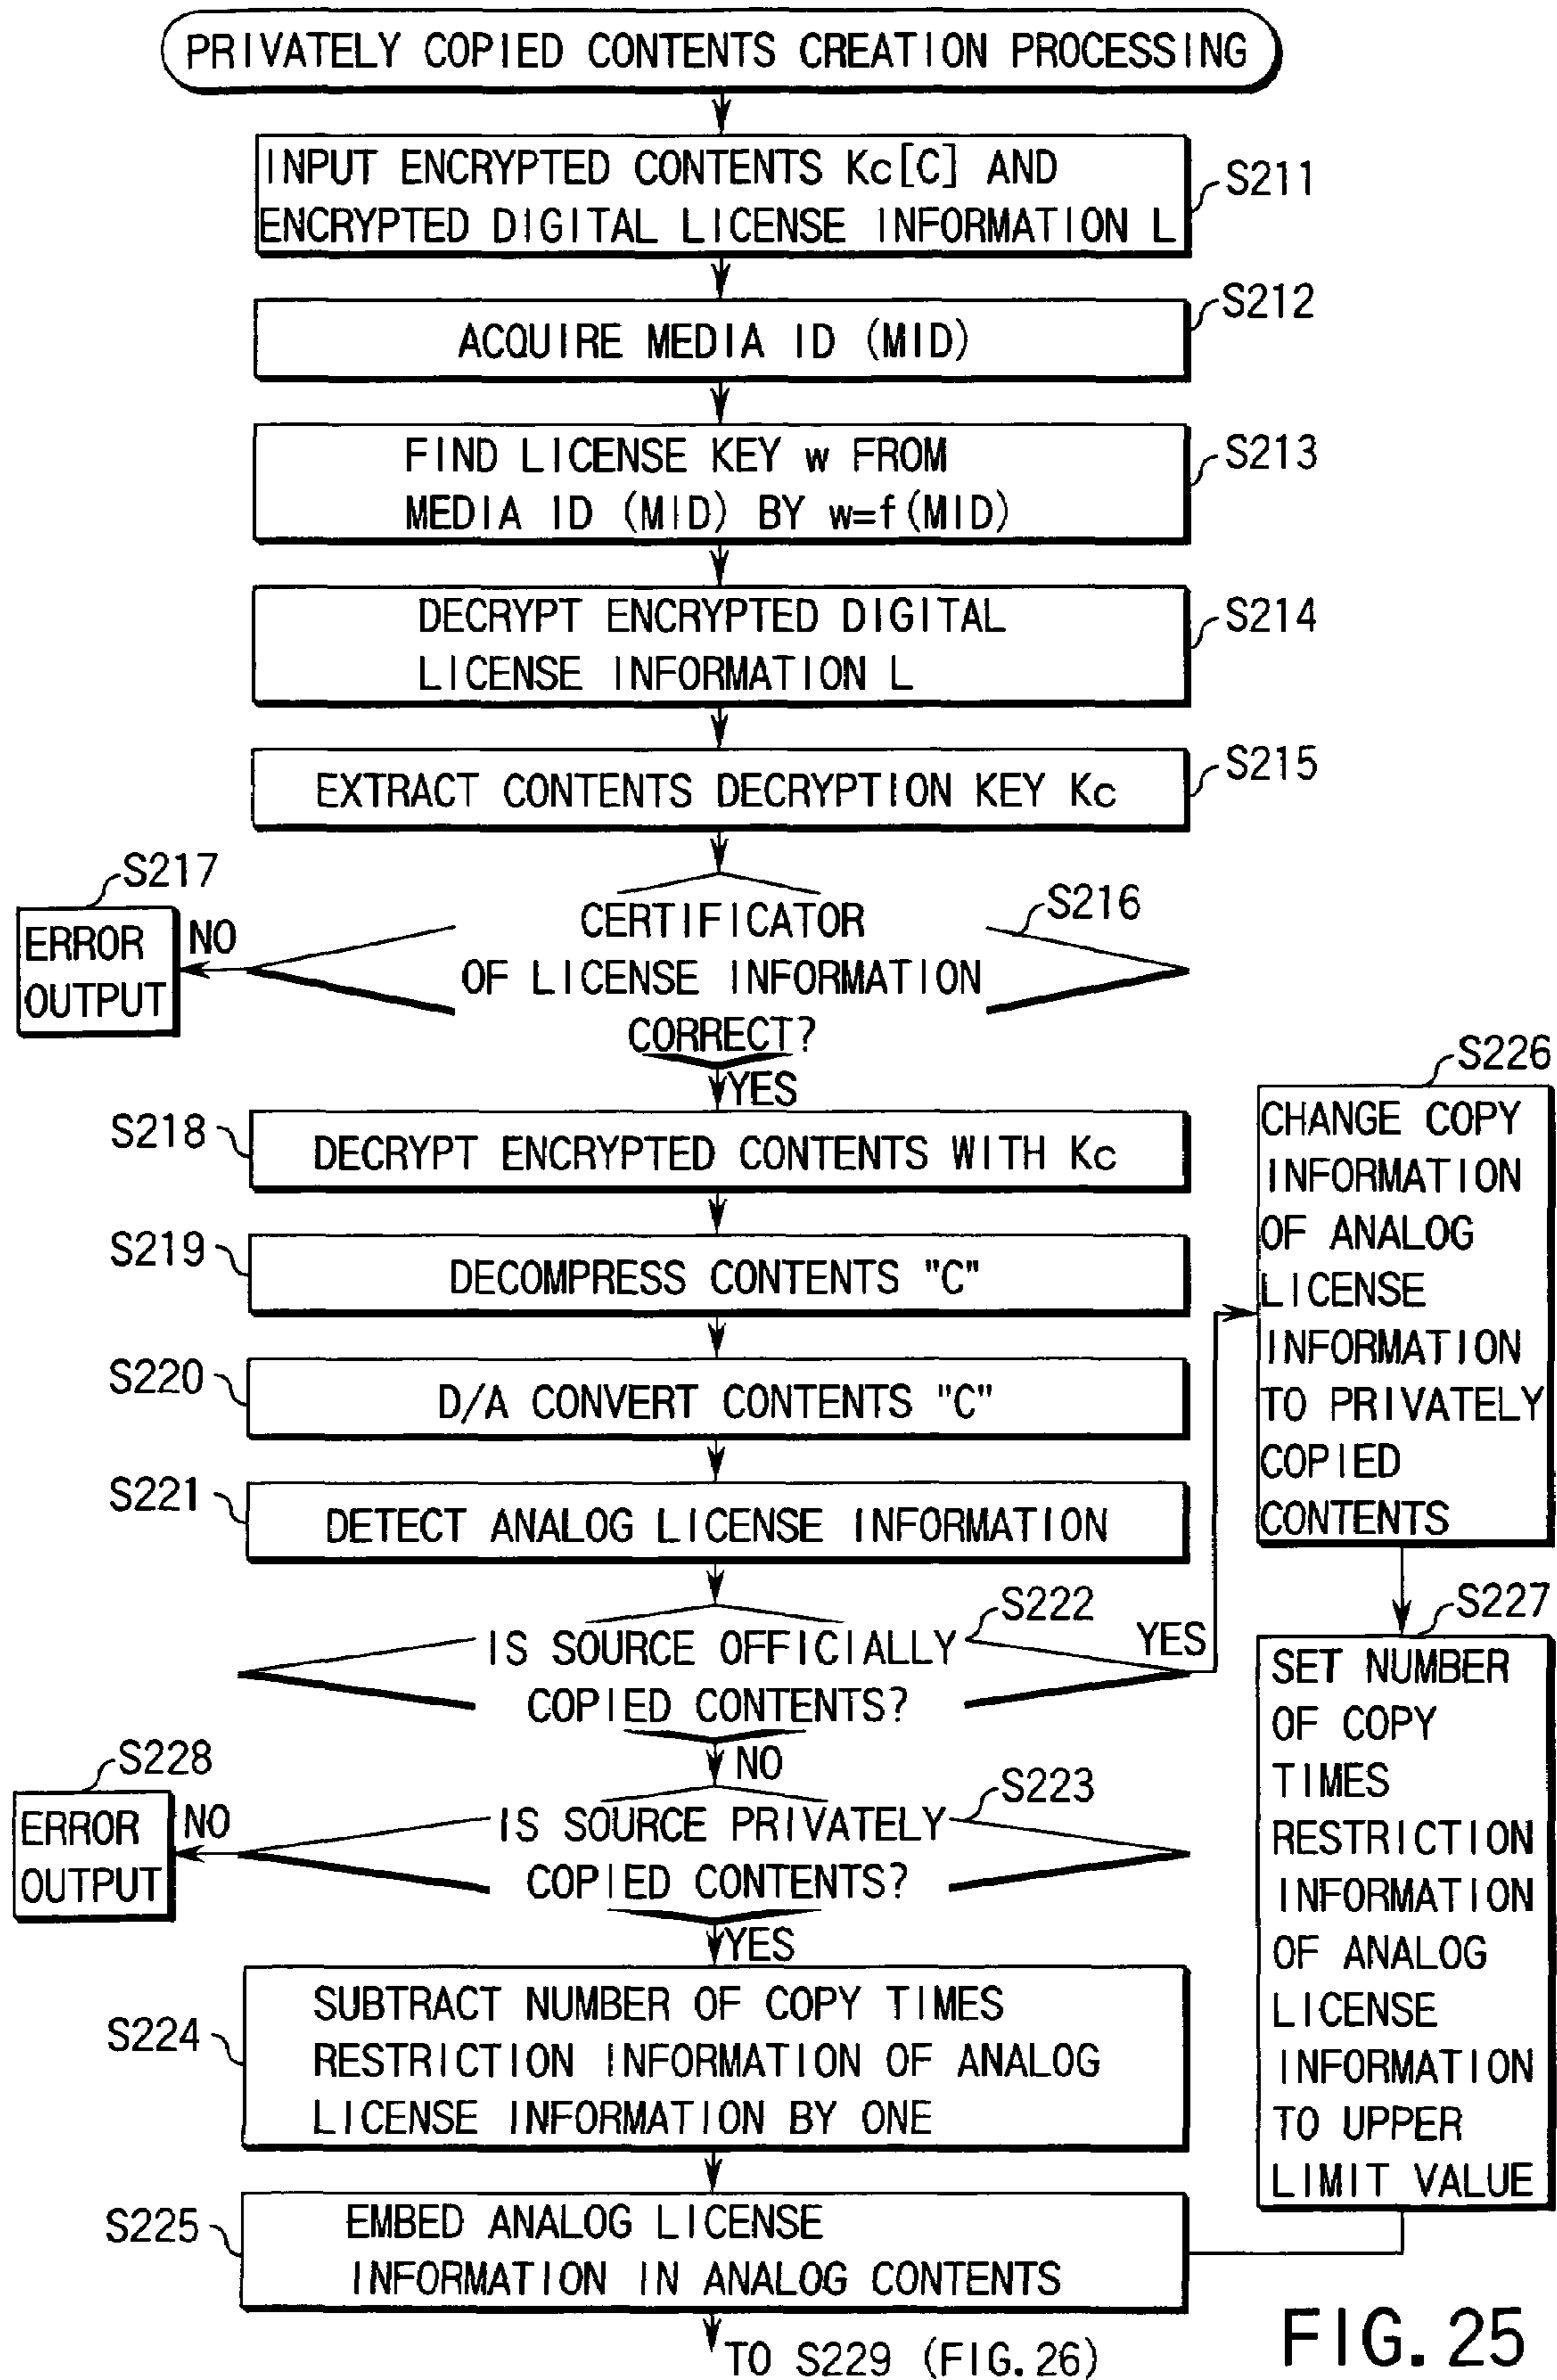 PRIVATELY COPIED CONTENTS CREATION PROCESSING
INPUT ENCRYPTED CONTENTS Kc[C] AND
ENCRYPTED DIGITAL LICENSE INFORMATION L
S211
ACQUIRE MEDIA ID (MID)
S212
FIND LICENSE KEY w FROM
MEDIA ID (MID) BY w=f(MID)
S213
DECRYPT ENCRYPTED DIGITAL
LICENSE INFORMATION L
S214
EXTRACT CONTENTS DECRYPTION KEY Kc
S215
CERTIFICATOR
OF LICENSE INFORMATION
CORRECT?
S216
NO
S217
ERROR
OUTPUT
YES
S218
DECRYPT ENCRYPTED CONTENTS WITH Kc
S219
DECOMPRESS CONTENTS "C"
S220
D/A CONVERT CONTENTS "C"
S221
DETECT ANALOG LICENSE INFORMATION
S222
IS SOURCE OFFICIALLY
COPIED CONTENTS?
YES
NO
S223
IS SOURCE PRIVATELY
COPIED CONTENTS?
NO
S228
ERROR
OUTPUT
YES
S224
SUBTRACT NUMBER OF COPY TIMES
RESTRICTION INFORMATION OF ANALOG
LICENSE INFORMATION BY ONE
S225
EMBED ANALOG LICENSE
INFORMATION IN ANALOG CONTENTS
TO S229 (FIG.26)
S226
CHANGE COPY
INFORMATION
OF ANALOG
LICENSE
INFORMATION
TO PRIVATELY
COPIED
CONTENTS
S227
SET NUMBER
OF COPY
TIMES
RESTRICTION
INFORMATION
OF ANALOG
LICENSE
INFORMATION
TO UPPER
LIMIT VALUE
FIG. 25